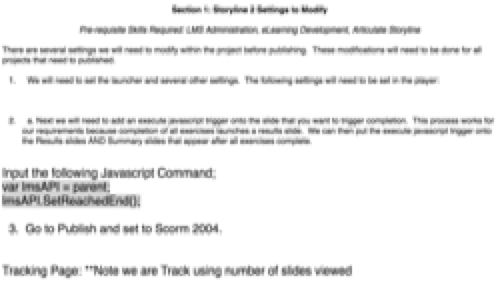 Section 1: Storyline 2 Settings to Modify
Pre-requisite Skills Required: LMS Administration, eLearning Development, Articulate Storyline
There are several settings we will need to modify within the project before publishing. These modifications will need to be done for all
projects that need to published.
1. We will need to set the launcher and several other settings. The following settings will need to be set in the player:
2. a. Next we will need to add an execute javascript trigger onto the slide that you want to trigger completion. This process works for
our requirements because completion of all exercises launches a results slide. We can then put the execute javascript trigger onto
the Results slides AND Summary slides that appear after all exercises complete.
Input the following Javascript Command;
var lmsAPI = parent;
lmsAPI.SetReachedEnd();
3. Go to Publish and set to Scorm 2004.
Tracking Page: **Note we are Track using number of slides viewed